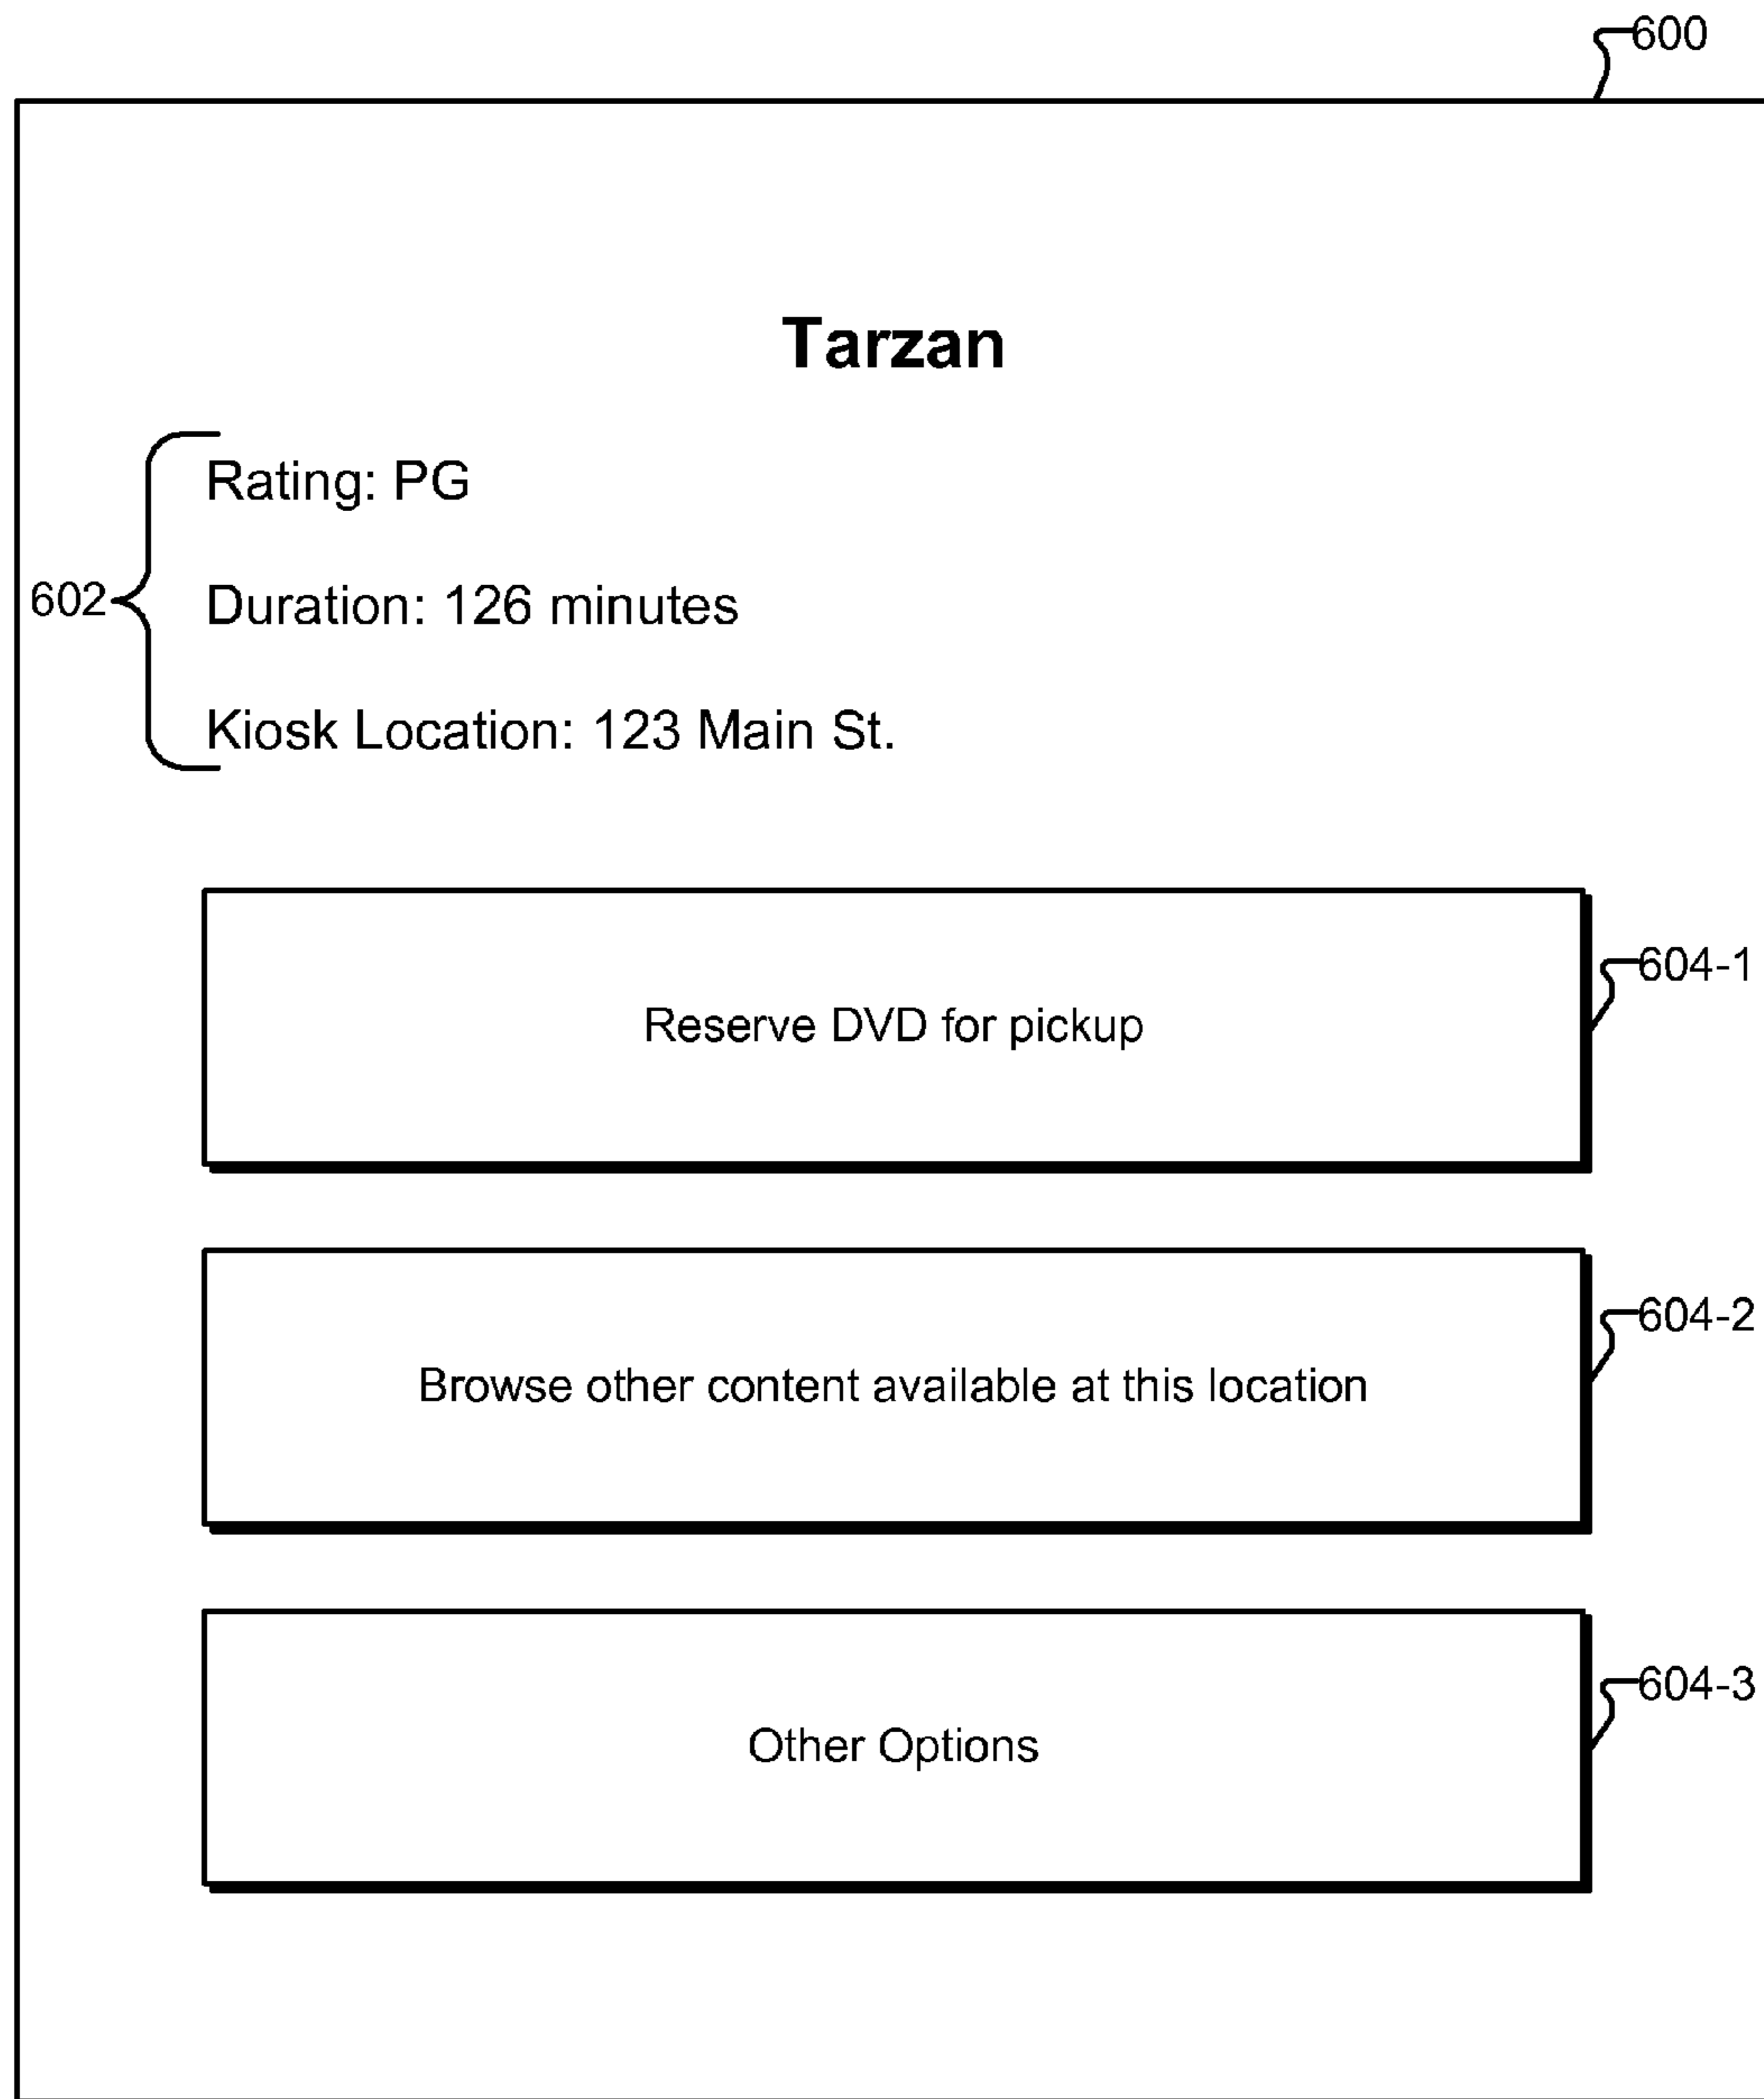 600
Tarzan
Rating: PG
602
Duration: 126 minutes
Kiosk Location: 123 Main St.
604-1
Reserve DVD for pickup
604-2
Browse other content available at this location
604-3
Other Options